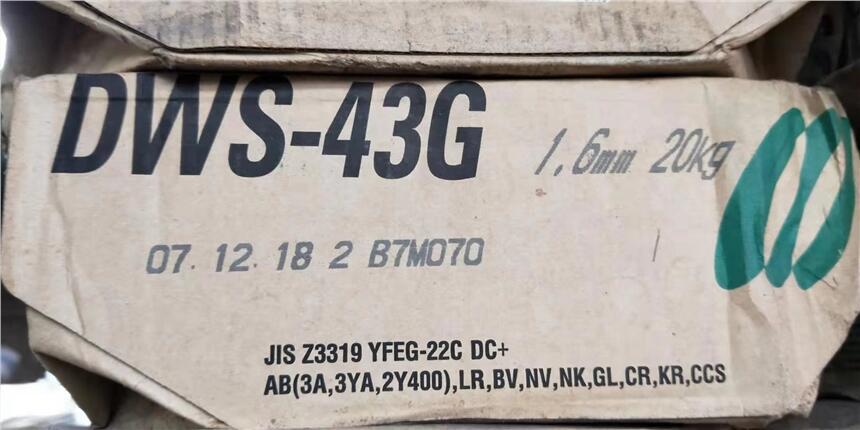 DWS-43G 1.6mm 20kg
07. 12. 18 2 B7M070
JIS Z3319 YFEG-22C DC+
AB(3A,3YA,2Y400),LR,BV,NV,NK,GL,CR,KR,CCS